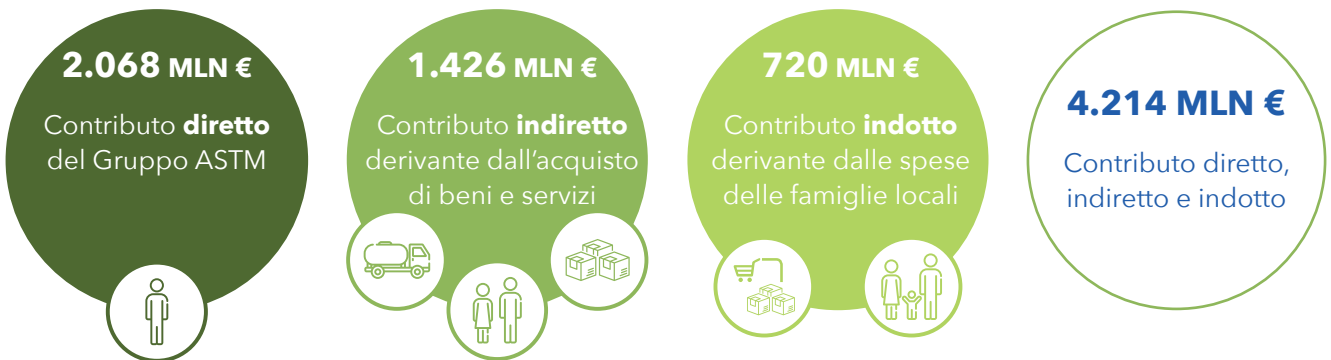 2.068 MLN €
Contributo diretto
del Gruppo ASTM
1.426 MLN €
Contributo indiretto
derivante dall’acquisto
di beni e servizi
720 MLN €
Contributo indotto
derivante dalle spese
delle famiglie locali
4.214 MLN €
Contributo diretto,
indiretto e indotto